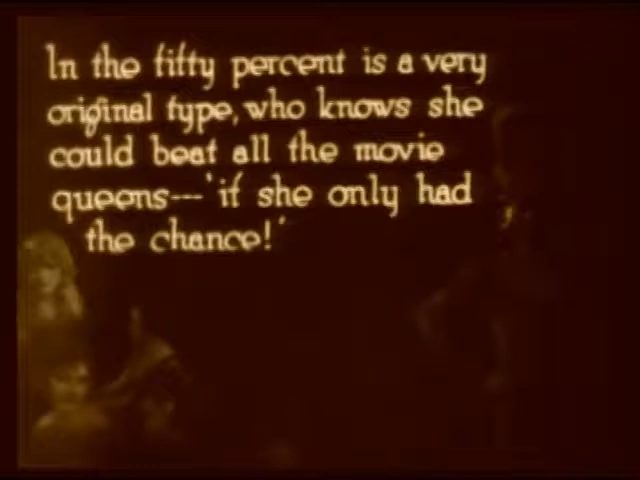 In the fifty percent is a very
original type, who knows she
could beat all the movie
queens---'if she only had
the chance!'